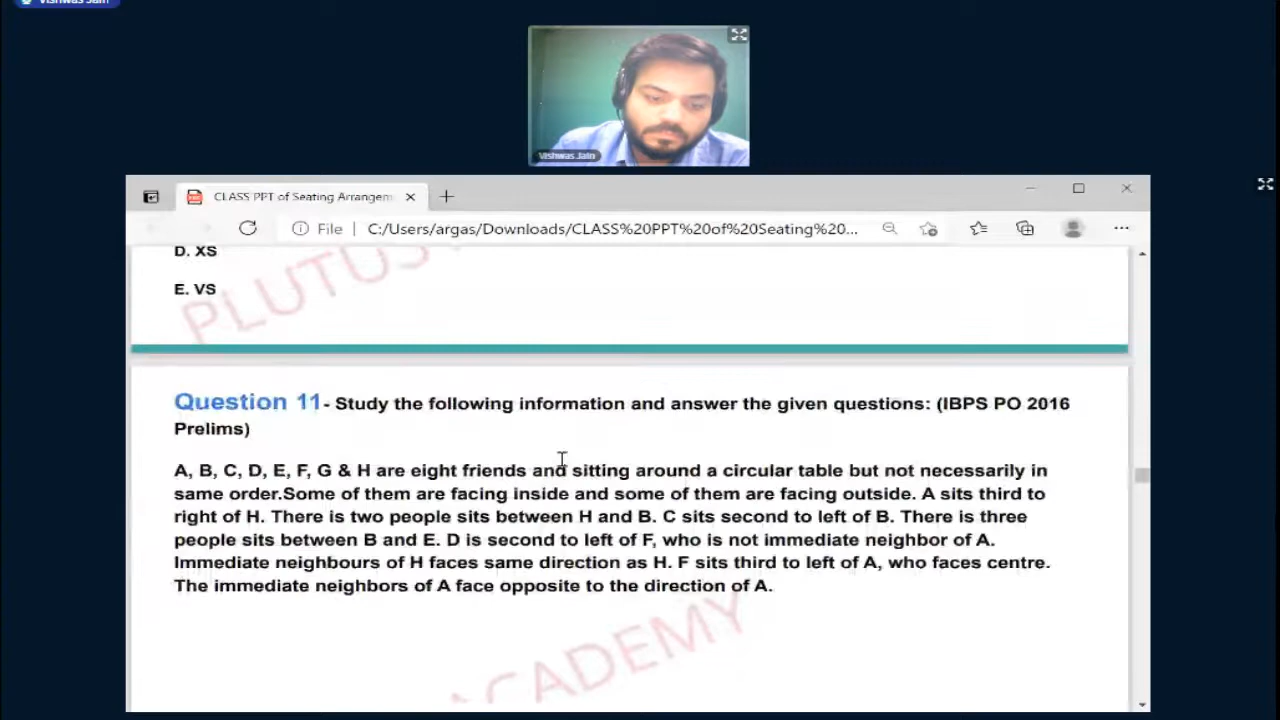 Vishwas Jain
Vishwas Jain
CLASS PPT of Seating Arrangem
File | C:/Users/argas/Downloads/CLASS%20PPT%20of%20Seating%20...
D. XS
PLUTUS
E. VS
Question 11- Study the following information and answer the given questions: (IBPS PO 2016
Prelims)
A, B, C, D, E, F, G & H are eight friends and sitting around a circular table but not necessarily in
same order.Some of them are facing inside and some of them are facing outside. A sits third to
right of H. There is two people sits between H and B. C sits second to left of B. There is three
people sits between B and E. D is second to left of F, who is not immediate neighbor of A.
Immediate neighbours of H faces same direction as H. F sits third to left of A, who faces centre.
The immediate neighbors of A face opposite to the direction of A.
ACADEMY